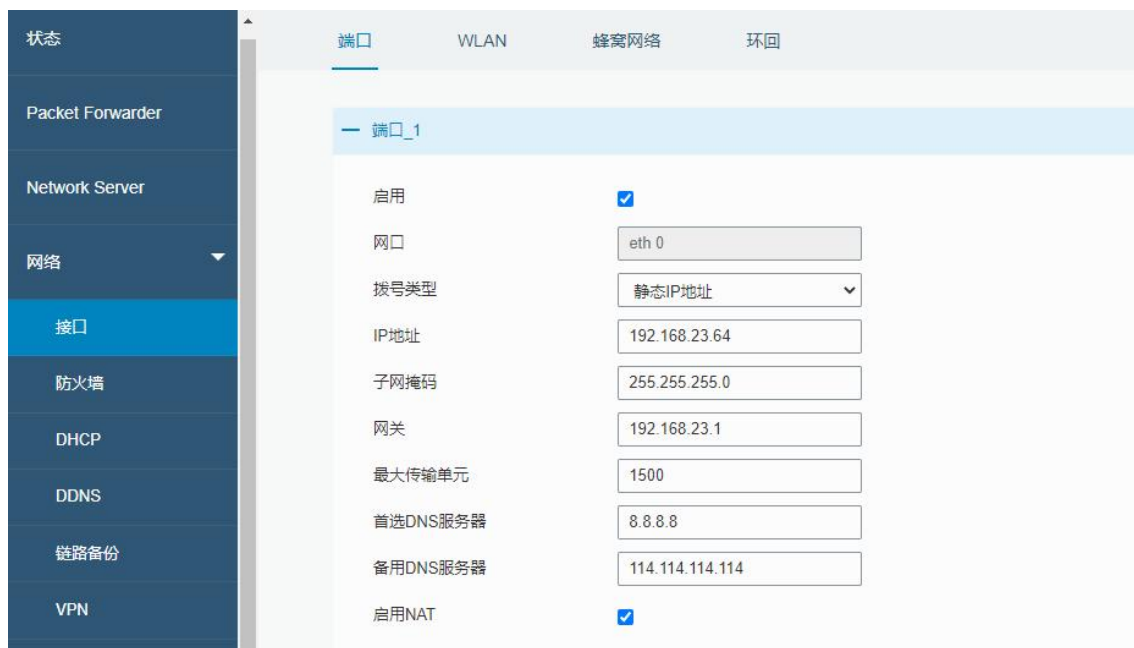 状态
Packet Forwarder
Network Server
网络
接口
防火墙
DHCP
DDNS
链路备份
VPN
端口 WLAN 蜂窝网络 环回
端口_1
启用
网口 eth 0
拨号类型 静态IP地址
IP地址 192.168.23.64
子网掩码 255.255.255.0
网关 192.168.23.1
最大传输单元 1500
首选DNS服务器 8.8.8.8
备用DNS服务器 114.114.114.114
启用NAT